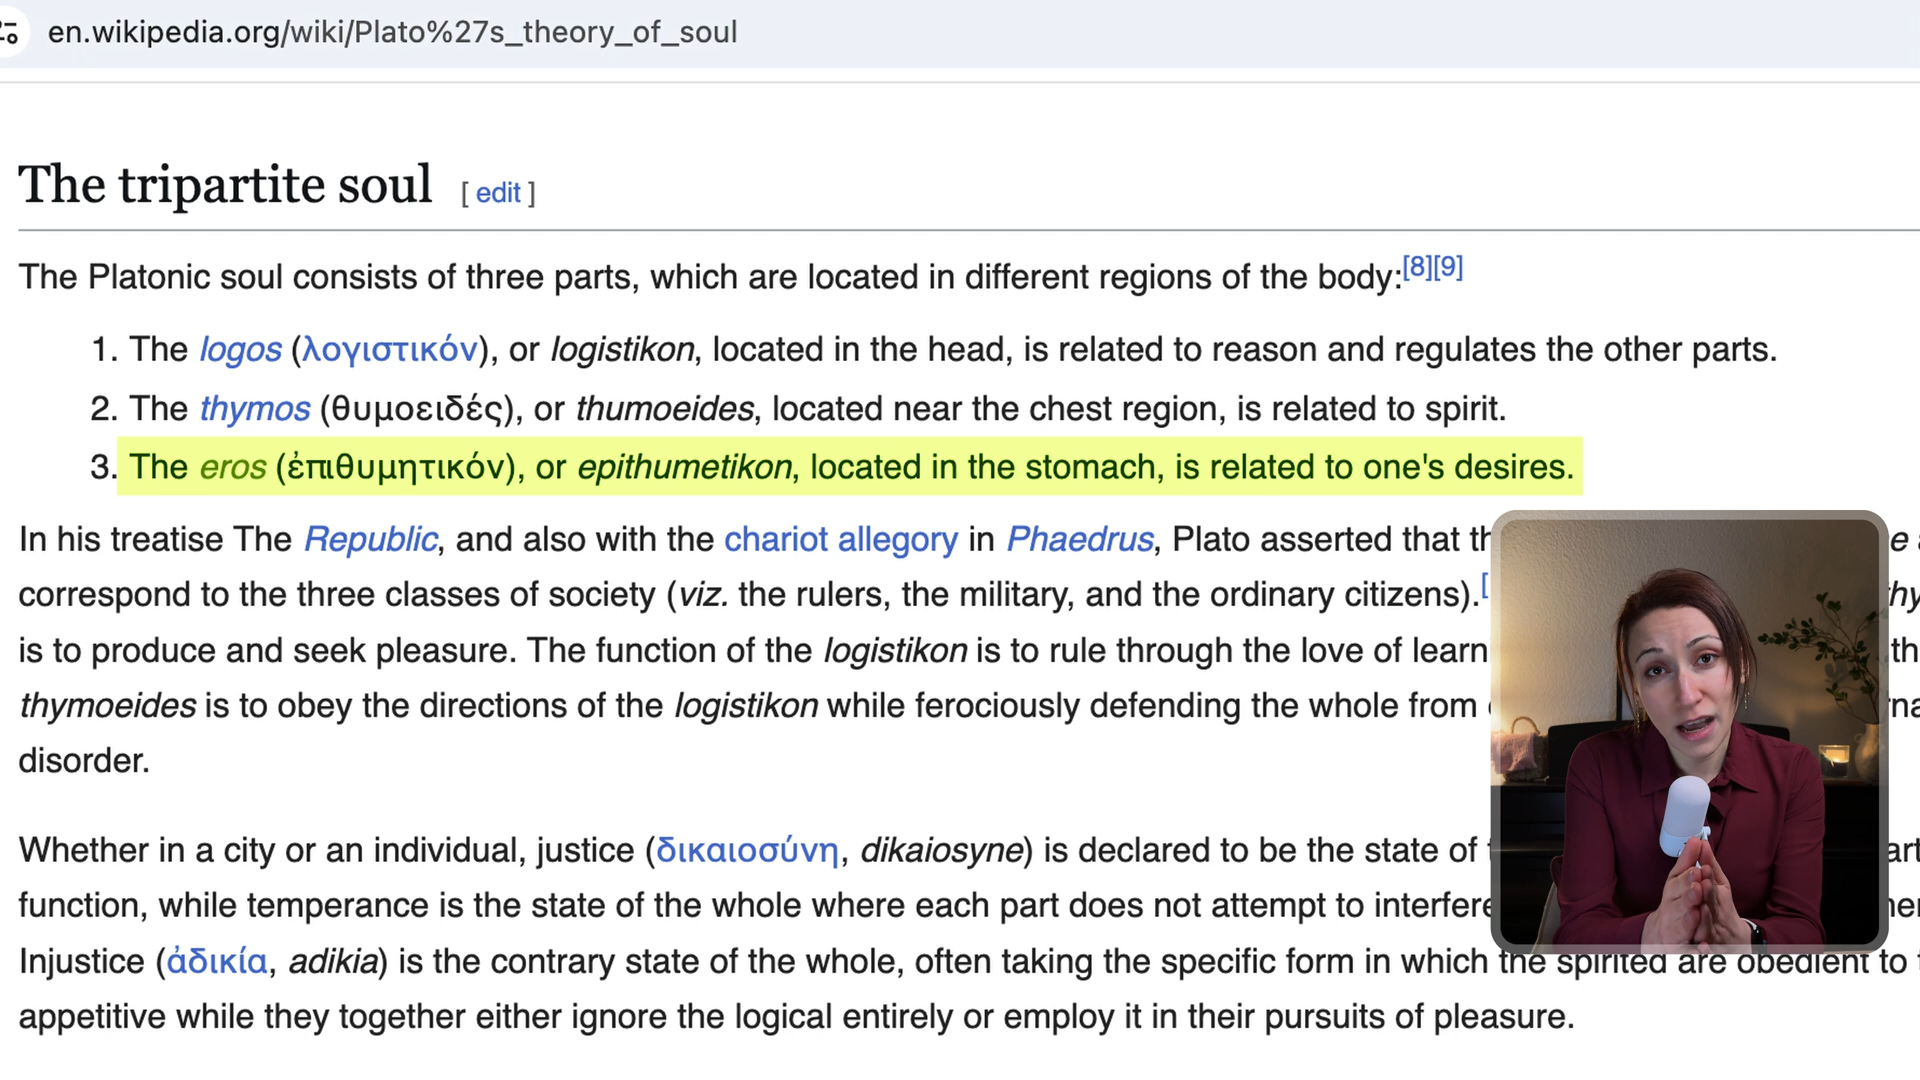 en.wikipedia.org/wiki/Plato%27s_theory_of_soul
The tripartite soul [ edit ]
The Platonic soul consists of three parts, which are located in different regions of the body:[8][9]
1. The logos (λογιστικόν), or logistikon, located in the head, is related to reason and regulates the other parts.
2. The thymos (θυμοειδές), or thumoeides, located near the chest region, is related to spirit.
3. The eros (ἐπιθυμητικόν), or epithumetikon, located in the stomach, is related to one's desires.
In his treatise The Republic, and also with the chariot allegory in Phaedrus, Plato asserted that
correspond to the three classes of society (viz. the rulers, the military, and the ordinary citizens).
is to produce and seek pleasure. The function of the logistikon is to rule through the love of
thymoeides is to obey the directions of the logistikon while ferociously defending the whole from
disorder.
Whether in a city or an individual, justice (δικαιοσύνη, dikaiosyne) is declared to be the state of
function, while temperance is the state of the whole where each part does not attempt to interfere
Injustice (ἀδικία, adikia) is the contrary state of the whole, often taking the specific form in which the spirited are obedient to
appetitive while they together either ignore the logical entirely or employ it in their pursuits of pleasure.